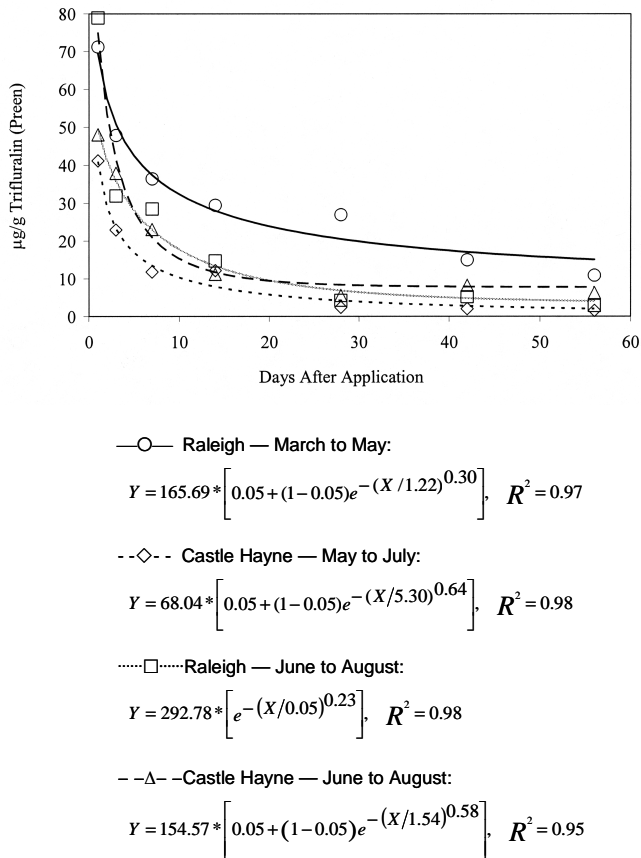 80
70
60
50
40
30
20
10
0
µg/g Trifluralin (Preen)
0 10 20 30 40 50 60
Days After Application
Raleigh — March to May:
Y = 165.69 * [0.05 + (1 − 0.05)e^−(X /1.22)^0.30], R² = 0.97
Castle Hayne — May to July:
Y = 68.04 * [0.05 + (1 − 0.05)e^−(X/5.30)^0.64], R² = 0.98
Raleigh — June to August:
Y = 292.78 * [e^−(X/0.05)^0.23], R² = 0.98
Castle Hayne — June to August:
Y = 154.57 * [0.05 + (1 − 0.05)e^−(X/1.54)^0.58], R² = 0.95